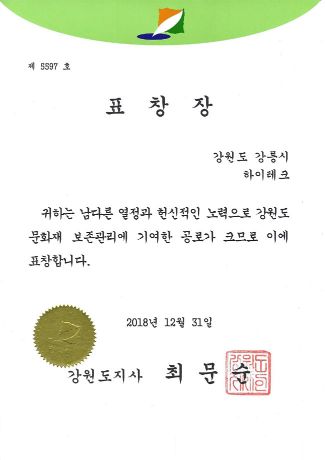 제 5597 호
표 창 장
강원도 강릉시
하이테크
귀하는 남다른 열정과 헌신적인 노력으로 강원도
문화재 보존관리에 기여한 공로가 크므로 이에
표창합니다.
2018년 12월 31일
강원도지사 최 문 순